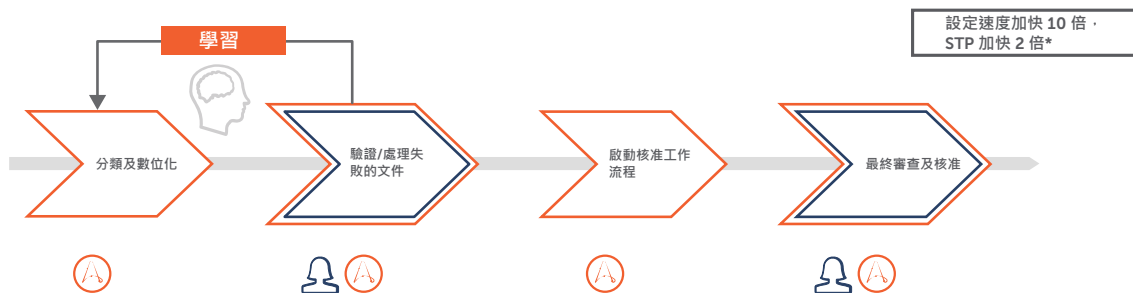 學習
設定速度加快 10 倍，
STP 加快 2 倍*
分類及數位化
驗證/處理失
敗的文件
啟動核准工作
流程
最終審查及核准